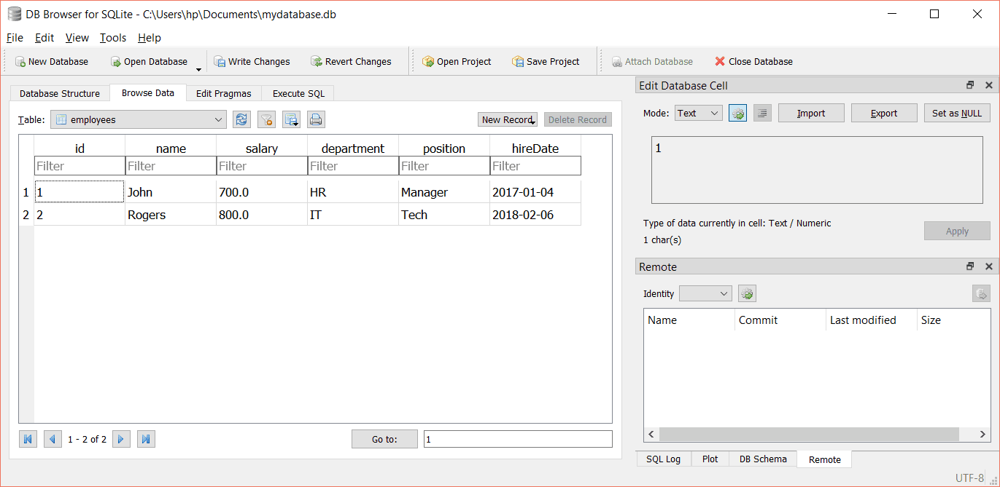 DB Browser for SQLite - C:\Users\hp\Documents\mydatabase.db
File Edit View Tools Help
New Database Open Database Write Changes Revert Changes Open Project Save Project Attach Database Close Database
Database Structure Browse Data Edit Pragmas Execute SQL
Table: employees New Record Delete Record
id name salary department position hireDate
Filter Filter Filter Filter Filter Filter
1 1 John 700.0 HR Manager 2017-01-04
2 2 Rogers 800.0 IT Tech 2018-02-06
1 - 2 of 2 Go to: 1
Edit Database Cell
Mode: Text Import Export Set as NULL
1
Type of data currently in cell: Text / Numeric
1 char(s)
Apply
Remote
Identity
Name Commit Last modified Size
SQL Log Plot DB Schema Remote
UTF-8